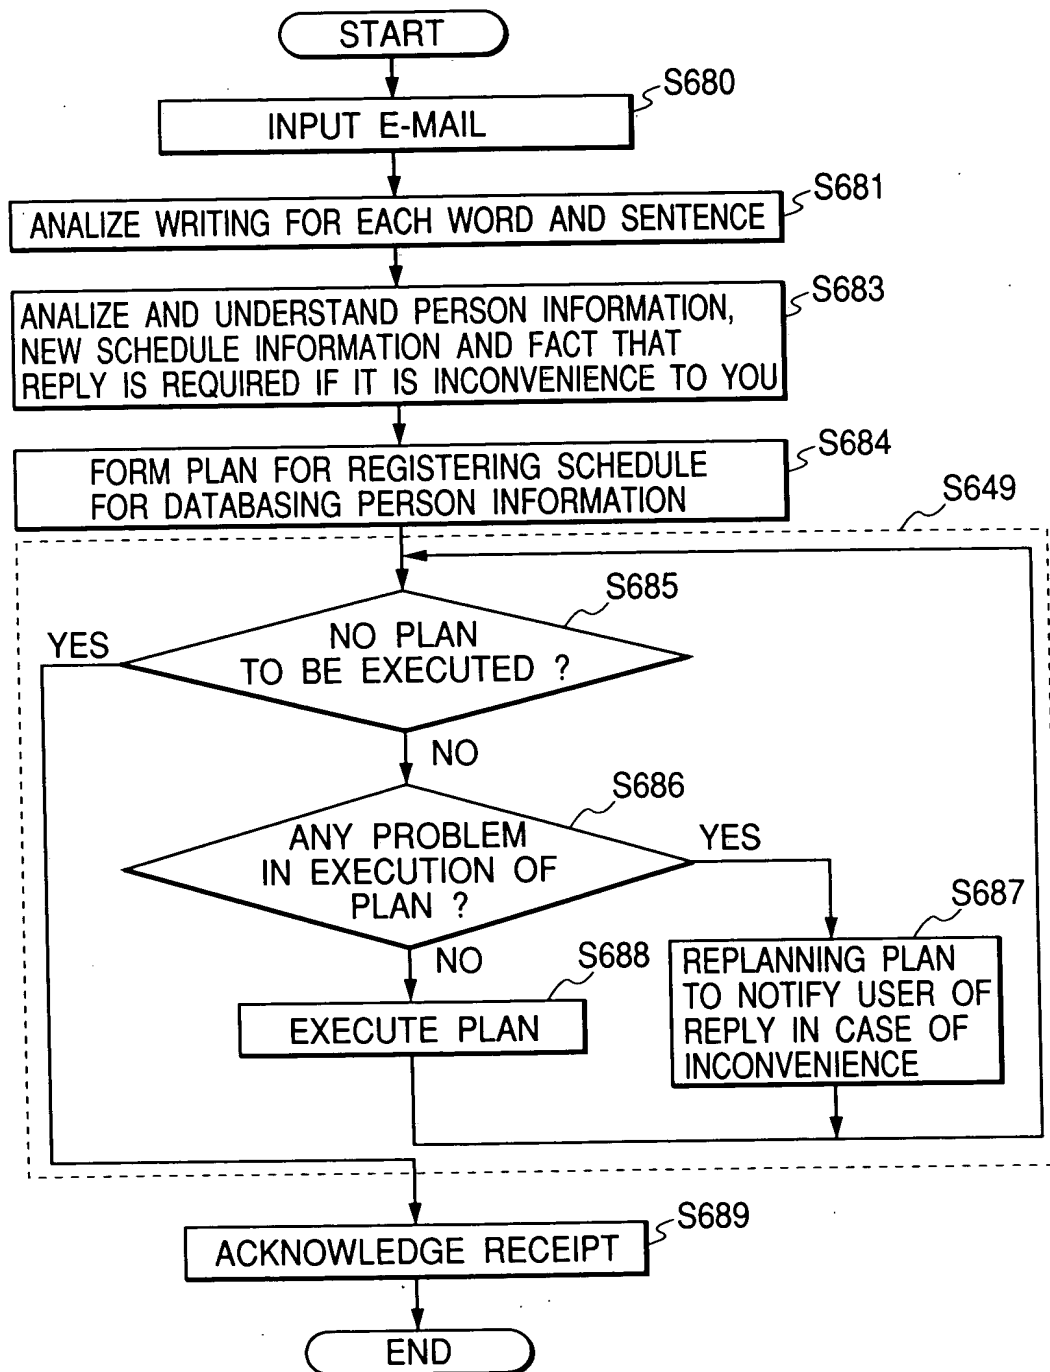 START
S680
INPUT E-MAIL
S681
ANALIZE WRITING FOR EACH WORD AND SENTENCE
S683
ANALIZE AND UNDERSTAND PERSON INFORMATION,
NEW SCHEDULE INFORMATION AND FACT THAT
REPLY IS REQUIRED IF IT IS INCONVENIENCE TO YOU
S684
FORM PLAN FOR REGISTERING SCHEDULE
FOR DATABASING PERSON INFORMATION
S649
S685
YES
NO PLAN
TO BE EXECUTED ?
NO
S686
ANY PROBLEM
IN EXECUTION OF
PLAN ?
YES
NO
S688
EXECUTE PLAN
S687
REPLANNING PLAN
TO NOTIFY USER OF
REPLY IN CASE OF
INCONVENIENCE
S689
ACKNOWLEDGE RECEIPT
END